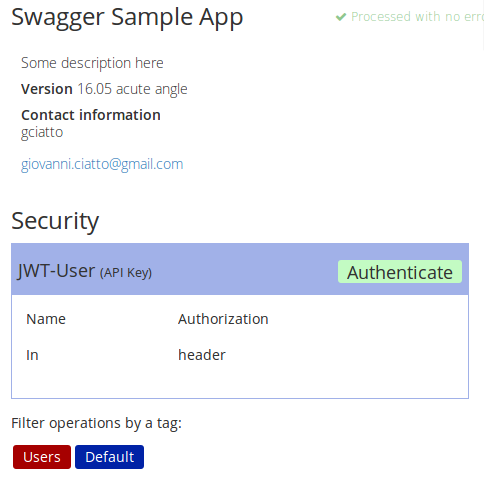 Swagger Sample App
✔ Processed with no erro
Some description here
Version 16.05 acute angle
Contact information
gciatto
giovanni.ciatto@gmail.com
Security
JWT-User (API Key)
Authenticate
Name Authorization
In header
Filter operations by a tag:
Users Default